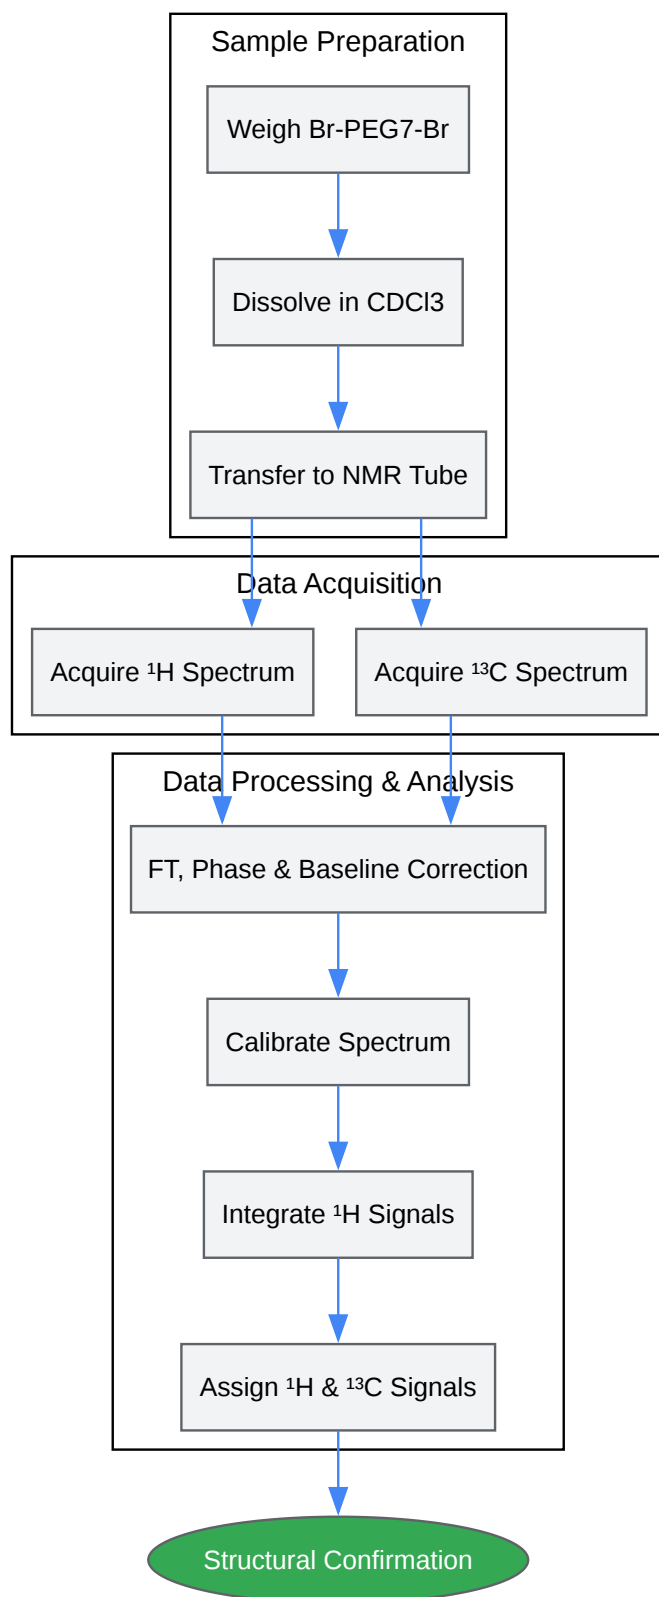 Sample Preparation
Weigh Br-PEG7-Br
Dissolve in CDCl3
Transfer to NMR Tube
Data Acquisition
Acquire ¹H Spectrum
Acquire ¹³C Spectrum
Data Processing & Analysis
FT, Phase & Baseline Correction
Calibrate Spectrum
Integrate ¹H Signals
Assign ¹H & ¹³C Signals
Structural Confirmation